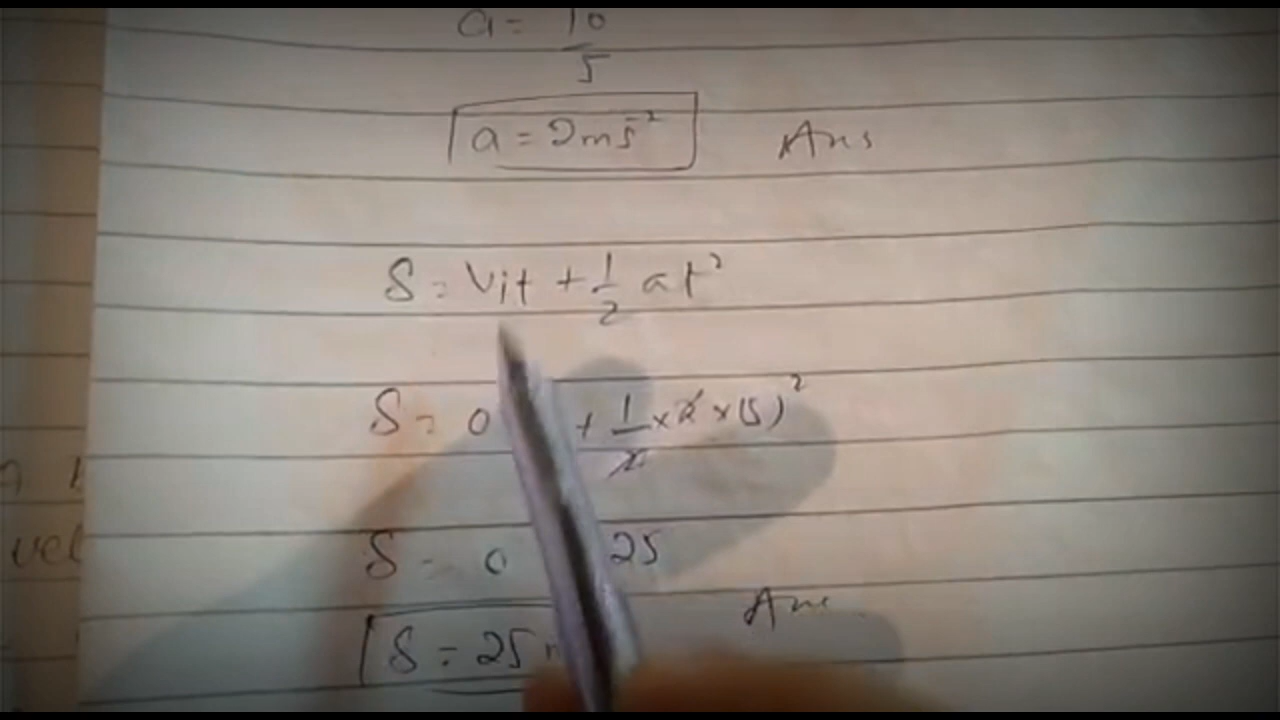 a = 10
5
a = 2ms⁻² Ans
S = Vit + 1/2 at²
S = 0 + 1/2 × 2 × (5)²
vel
S = 0 25
Ans
S = 25